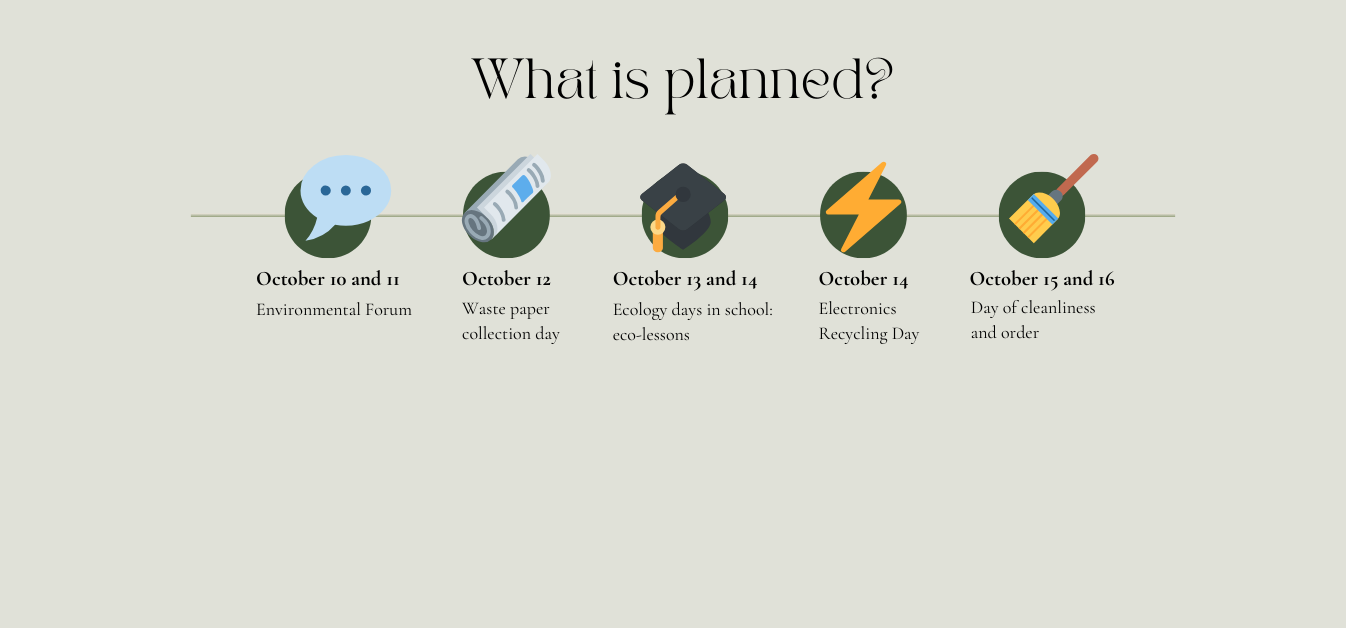 What is planned?
October 10 and 11
Environmental Forum
October 12
Waste paper
collection day
October 13 and 14
Ecology days in school:
eco-lessons
October 14
Electronics
Recycling Day
October 15 and 16
Day of cleanliness
and order